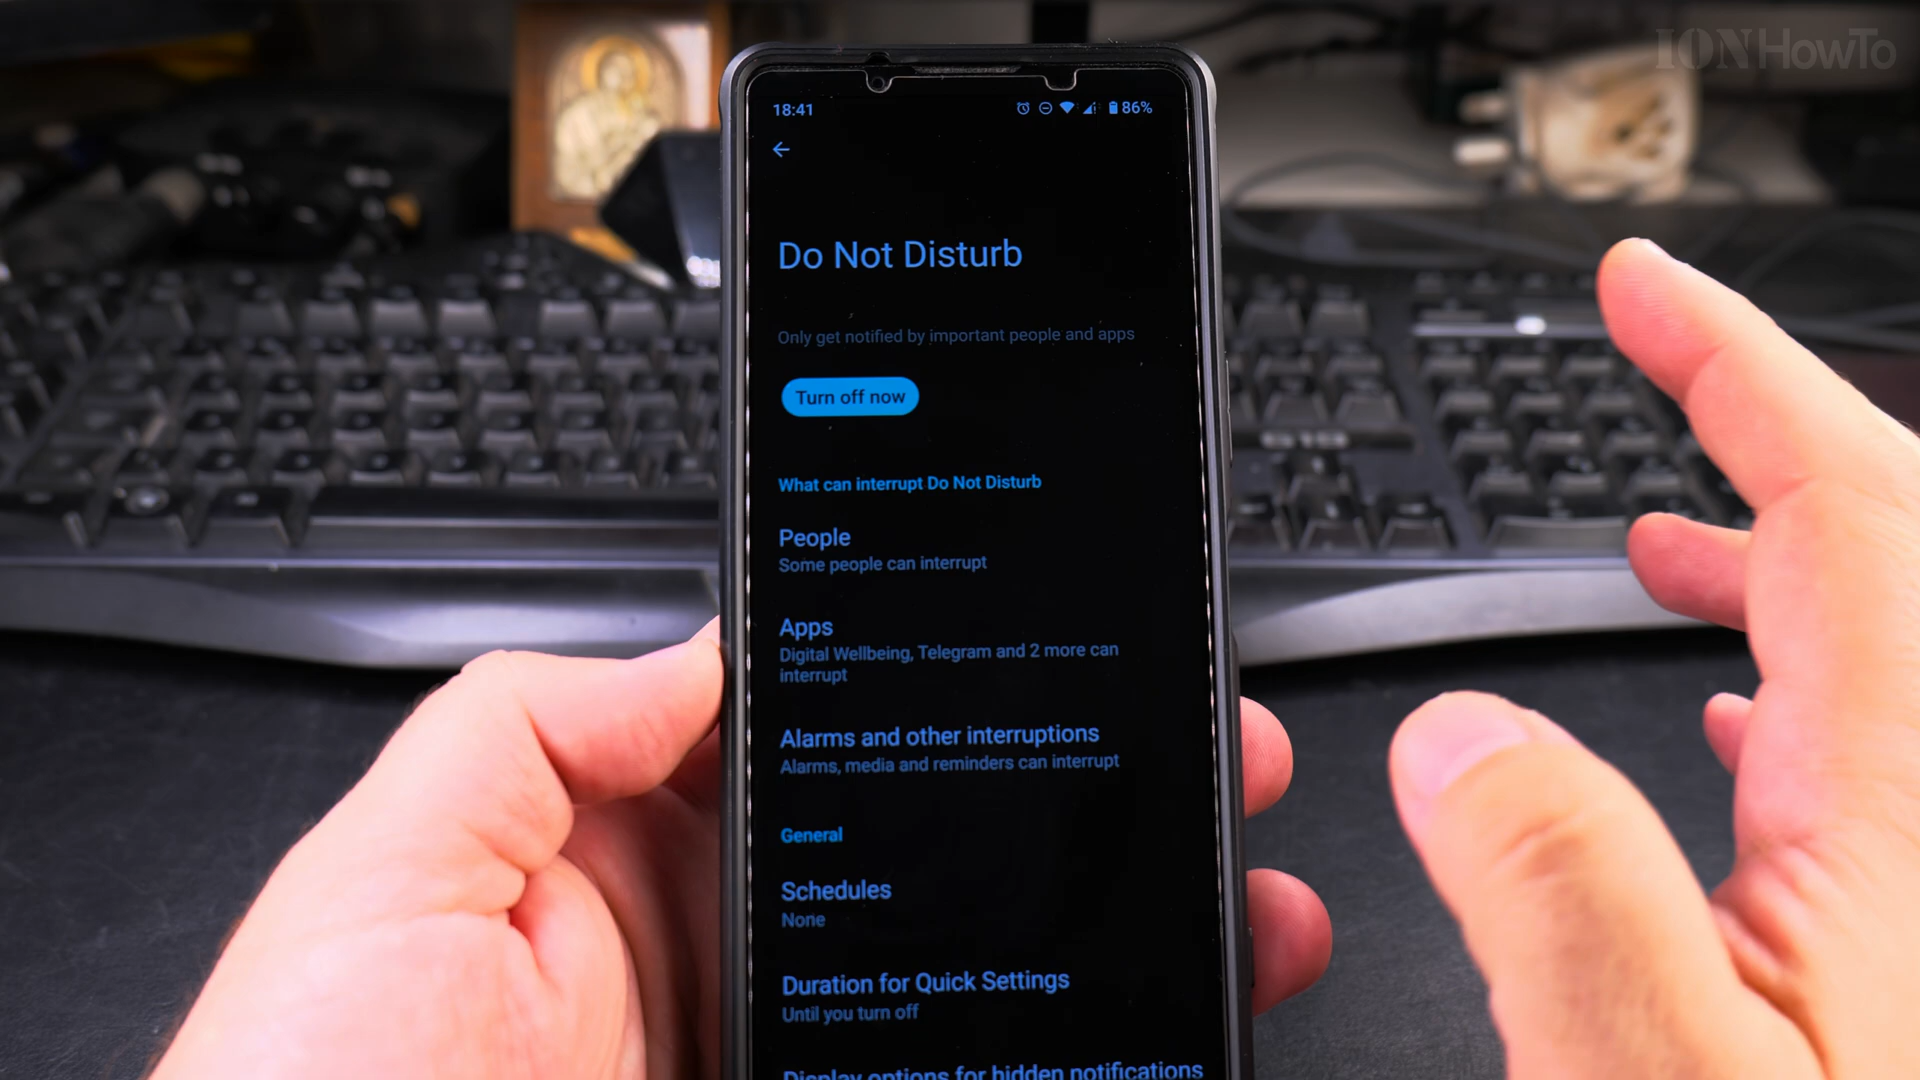 IONHowTo
18:41
86%
Do Not Disturb
Only get notified by important people and apps
Turn off now
What can interrupt Do Not Disturb
People
Some people can interrupt
Apps
Digital Wellbeing, Telegram and 2 more can
interrupt
Alarms and other interruptions
Alarms, media and reminders can interrupt
General
Schedules
None
Duration for Quick Settings
Until you turn off
Display options for hidden notifications